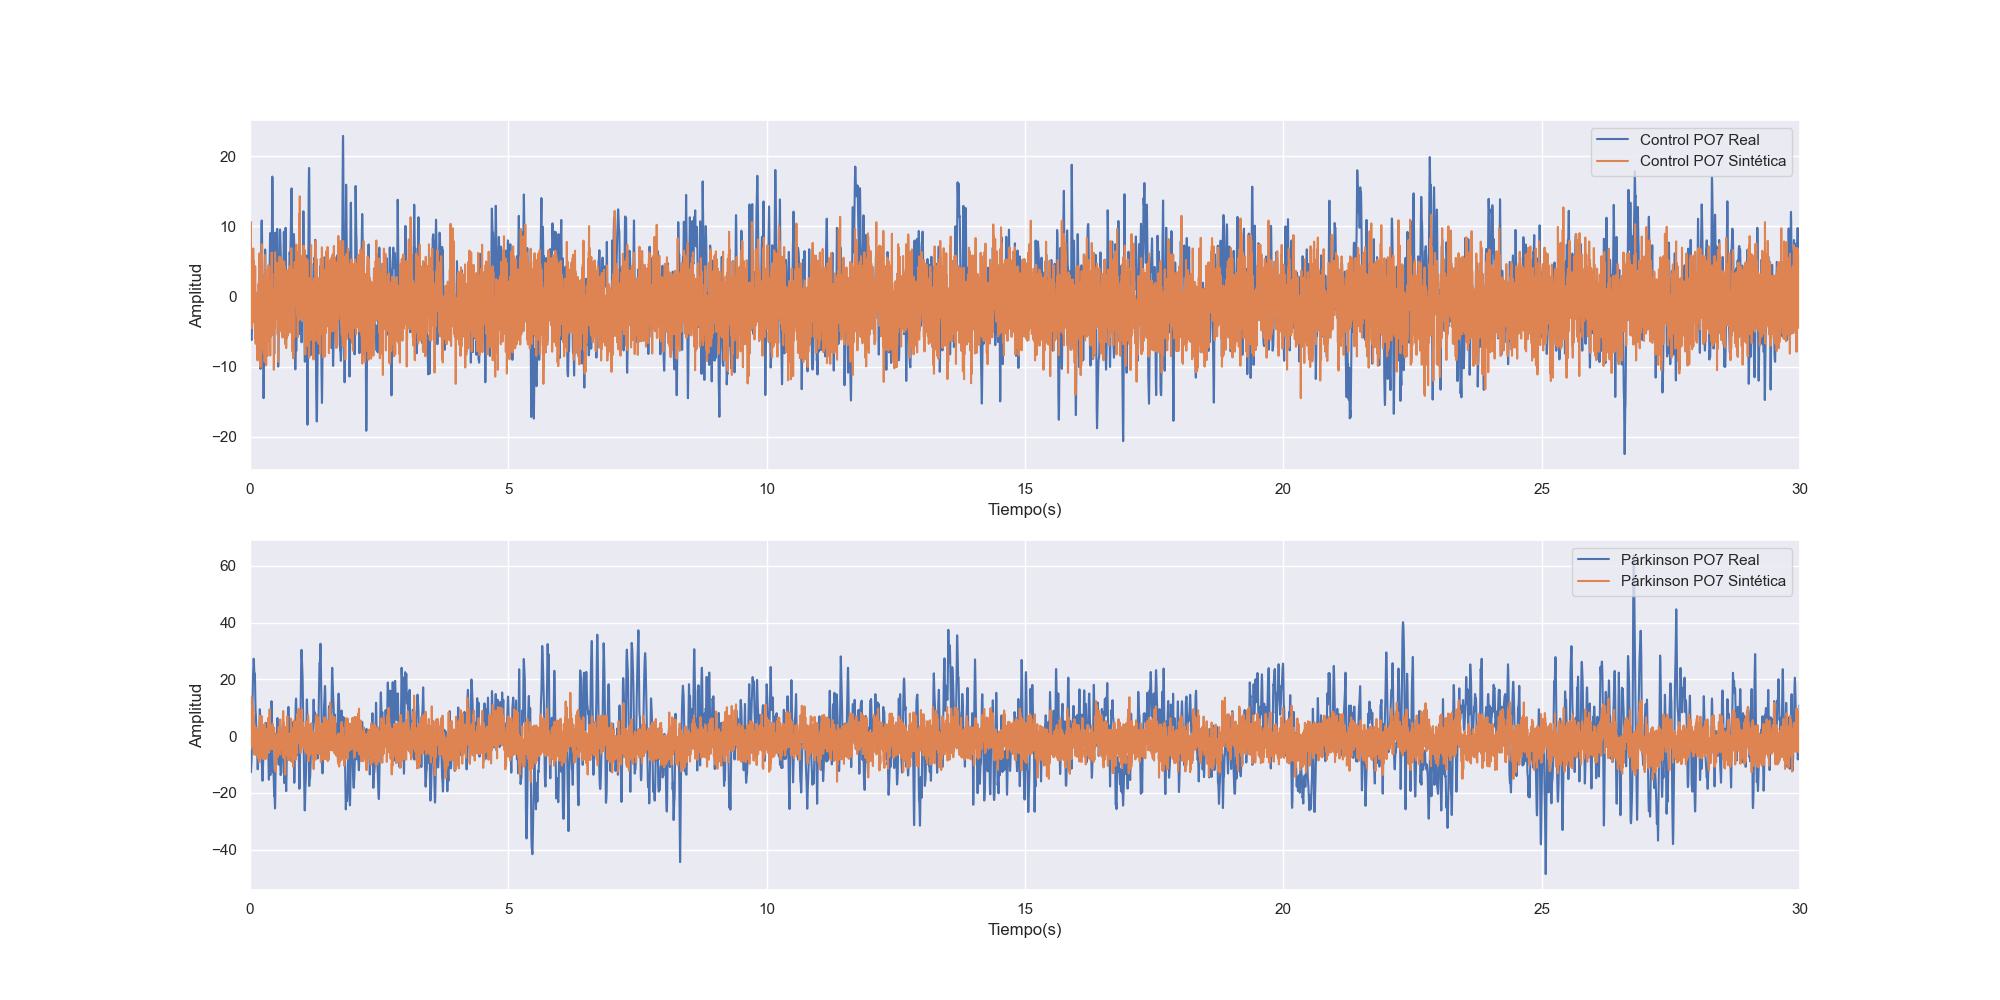 Control PO7 Real
Control PO7 Sintética
20
10
0
−10
−20
Amplitud
0 5 10 15 20 25 30
Tiempo(s)
Párkinson PO7 Real
Párkinson PO7 Sintética
60
40
20
0
−20
−40
Amplitud
0 5 10 15 20 25 30
Tiempo(s)